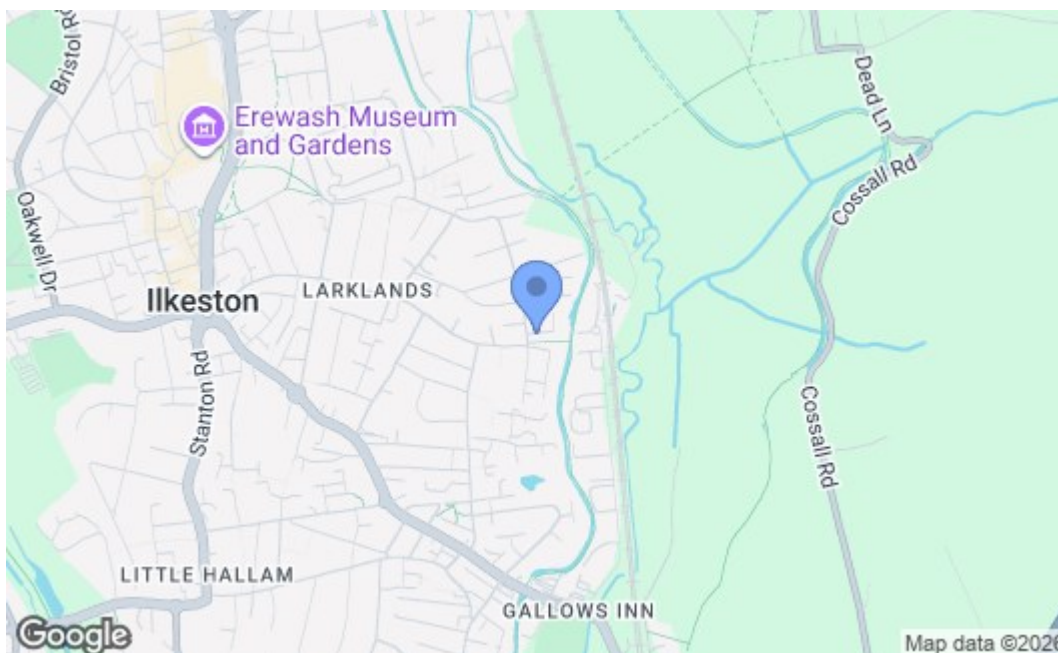 Bristol Rd
Erewash Museum
and Gardens
Dead Ln
Cossall Rd
Oakwell Dr
LARKLANDS
Ilkeston
Stanton Rd
Cossall Rd
LITTLE HALLAM
GALLOWS INN
Google
Map data ©2026